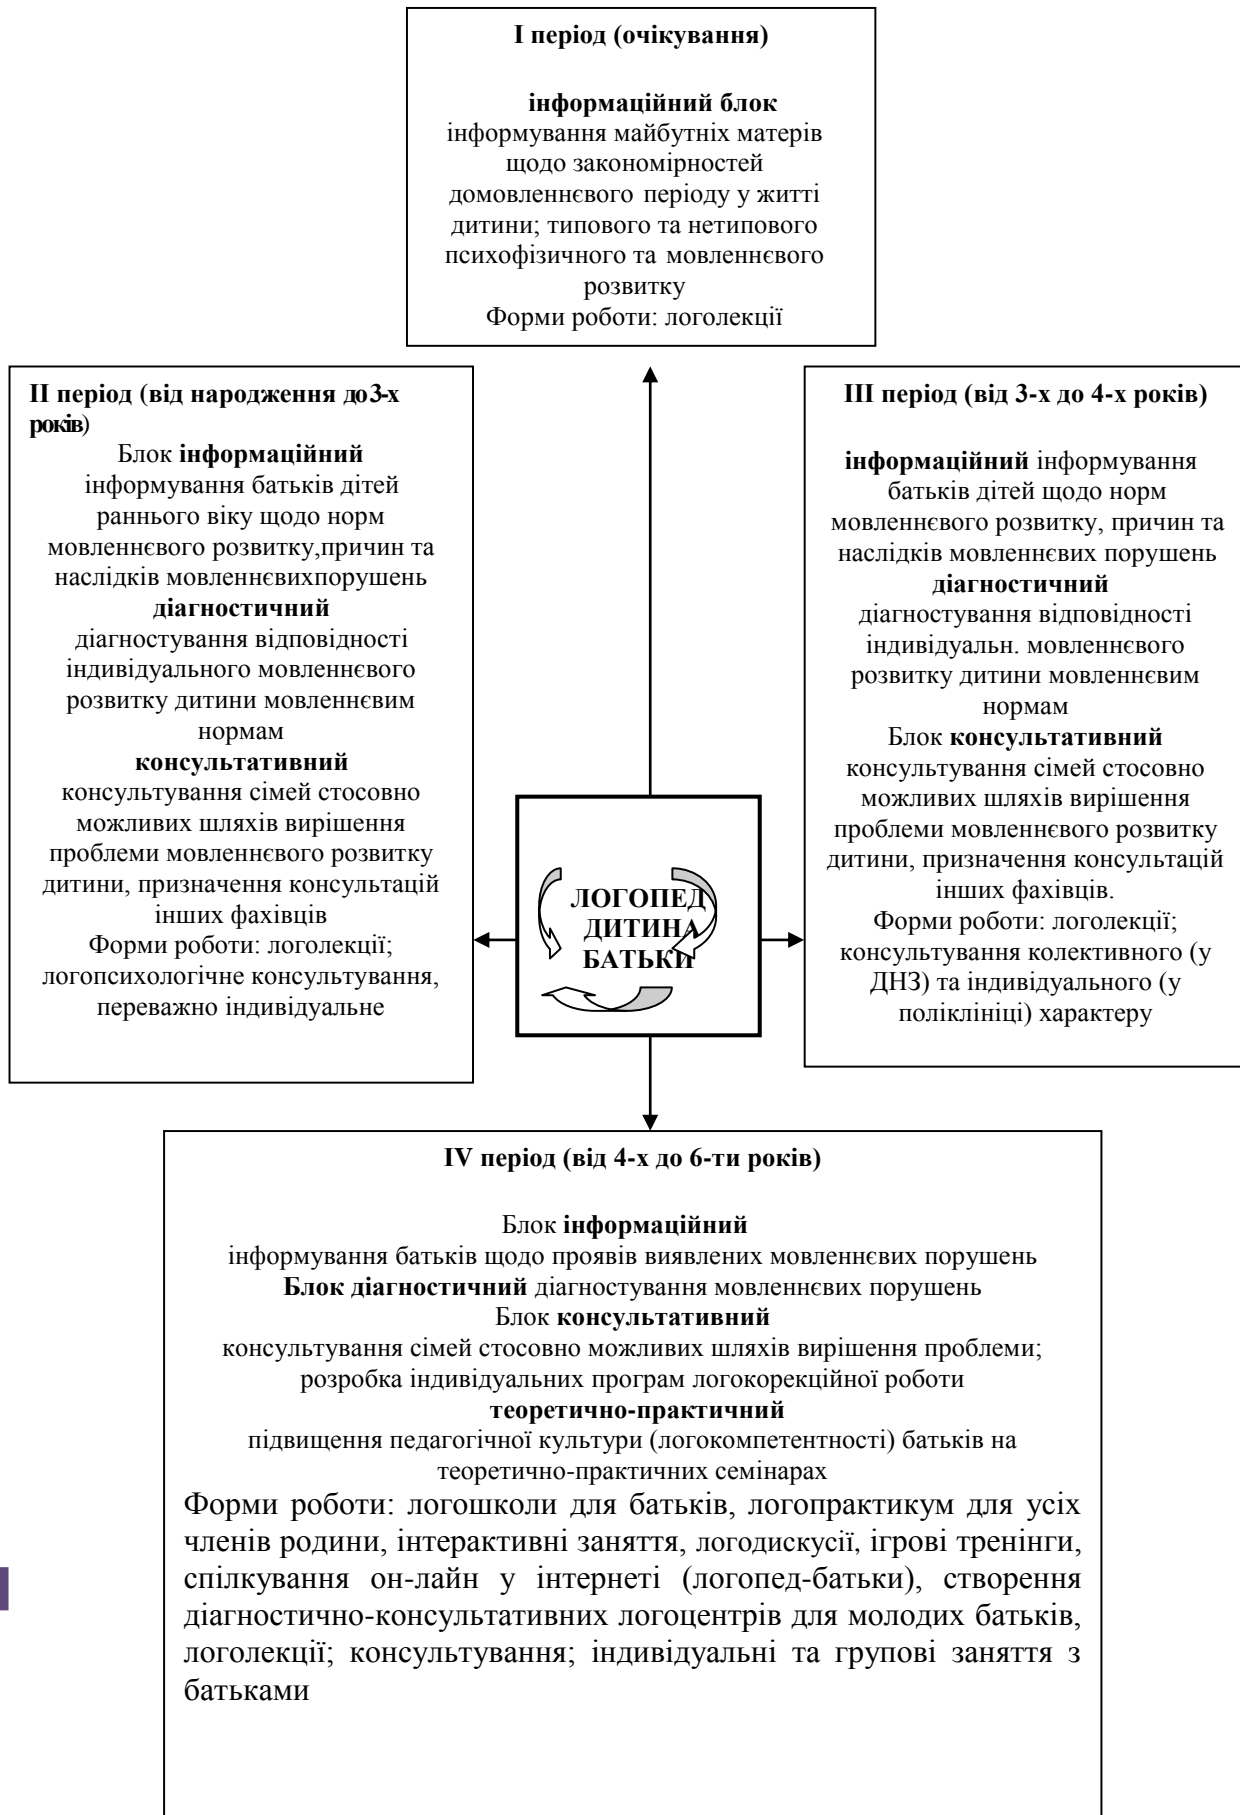 І період (очікування)
інформаційний блок
інформування майбутніх матерів
щодо закономірностей
домовленнєвого періоду у житті
дитини; типового та нетипового
психофізичного та мовленнєвого
розвитку
Форми роботи: логолекції
ІІ період (від народження до3-х
років)
Блок інформаційний
інформування батьків дітей
раннього віку щодо норм
мовленнєвого розвитку,причин та
наслідків мовленнєвихпорушень
діагностичний
діагностування відповідності
індивідуального мовленнєвого
розвитку дитини мовленнєвим
нормам
консультативний
консультування сімей стосовно
можливих шляхів вирішення
проблеми мовленнєвого розвитку
дитини, призначення консультацій
інших фахівців
Форми роботи: логолекції;
логопсихологічне консультування,
переважно індивідуальне
ІІІ період (від 3-х до 4-х років)
інформаційний інформування
батьків дітей щодо норм
мовленнєвого розвитку, причин та
наслідків мовленнєвих порушень
діагностичний
діагностування відповідності
індивідуальн. мовленнєвого
розвитку дитини мовленнєвим
нормам
Блок консультативний
консультування сімей стосовно
можливих шляхів вирішення
проблеми мовленнєвого розвитку
дитини, призначення консультацій
інших фахівців.
Форми роботи: логолекції;
консультування колективного (у
ДНЗ) та індивідуального (у
поліклініці) характеру
ЛОГОПЕД
ДИТИНА
БАТЬКИ
IV період (від 4-х до 6-ти років)
Блок інформаційний
інформування батьків щодо проявів виявлених мовленнєвих порушень
Блок діагностичний діагностування мовленнєвих порушень
Блок консультативний
консультування сімей стосовно можливих шляхів вирішення проблеми;
розробка індивідуальних програм логокорекційної роботи
теоретично-практичний
підвищення педагогічної культури (логокомпетентності) батьків на
теоретично-практичних семінарах
Форми роботи: логошколи для батьків, логопрактикум для усіх
членів родини, інтерактивні заняття, логодискусії, ігрові тренінги,
спілкування он-лайн у інтернеті (логопед-батьки), створення
діагностично-консультативних логоцентрів для молодих батьків,
логолекції; консультування; індивідуальні та групові заняття з
батьками